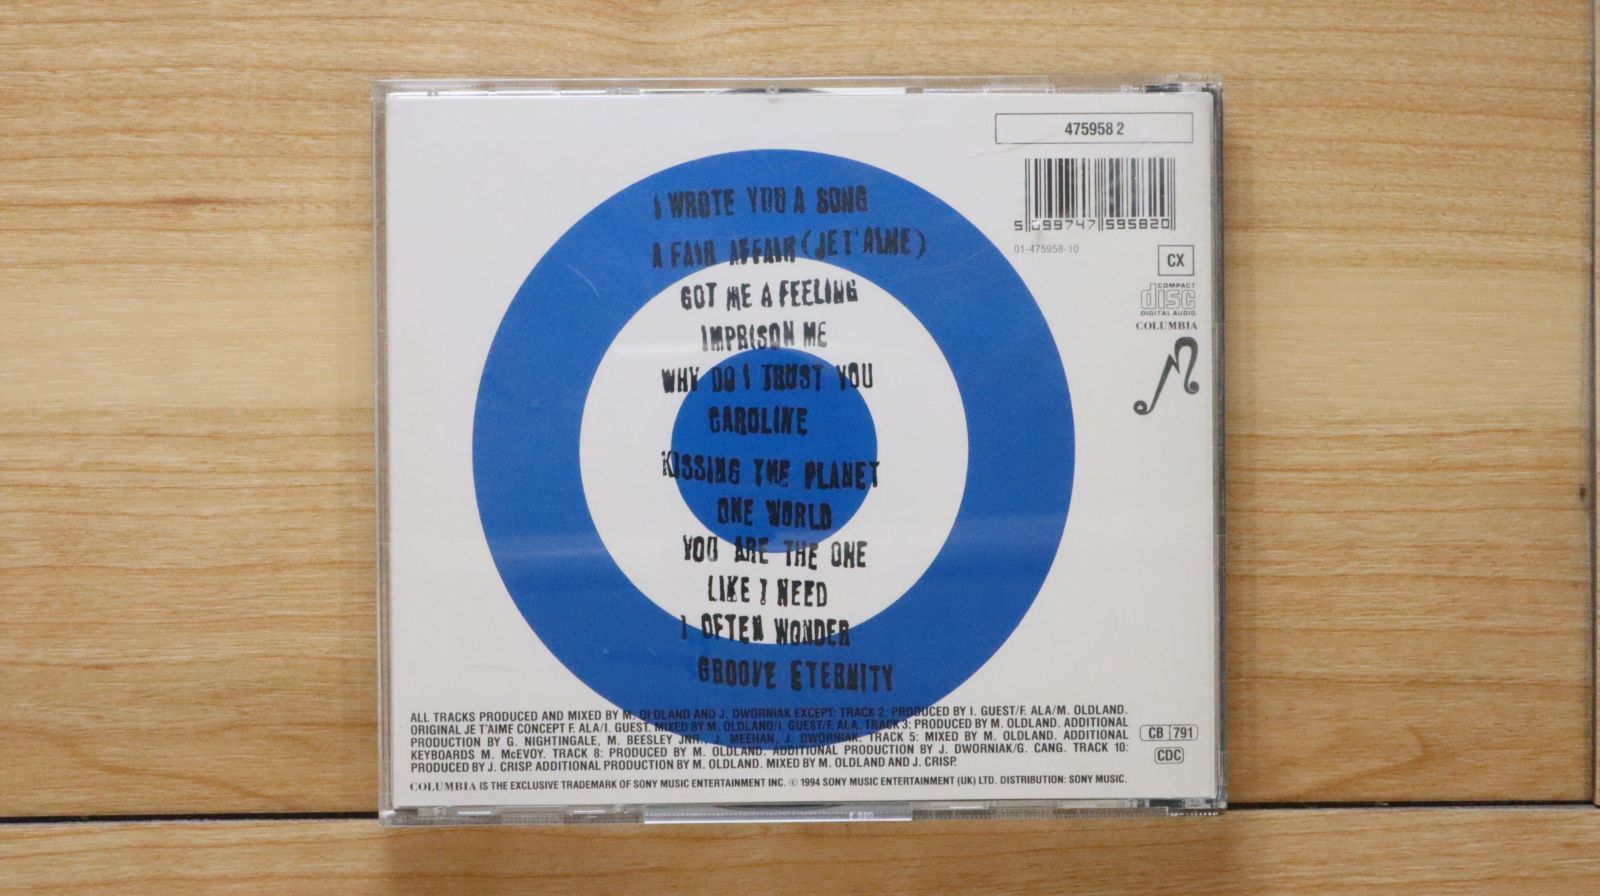 475958 2
5 099747 595820
01-475958-10
CX
COMPACT
disc
DIGITAL AUDIO
COLUMBIA
I WROTE YOU A SONG
A FAIR AFFAIR (JE T'AIME)
GOT ME A FEELING
IMPRISON ME
WHY DO I TRUST YOU
CAROLINE
KISSING THE PLANET
ONE WORLD
YOU ARE THE ONE
LIKE I NEED
I OFTEN WONDER
GROOVE ETERNITY
ALL TRACKS PRODUCED AND MIXED BY M. OLDLAND AND J. DWORNIAK EXCEPT: TRACK 2: PRODUCED BY I. GUEST/F. ALA/M. OLDLAND.
ORIGINAL JE T'AIME CONCEPT F. ALA/I. GUEST. MIXED BY M. OLDLAND/I. GUEST/F. ALA. TRACK 3: PRODUCED BY M. OLDLAND. ADDITIONAL
PRODUCTION BY G. NIGHTINGALE, M. BEESLEY JNR., J. MEEHAN, J. DWORNIAK. TRACK 5: MIXED BY M. OLDLAND. ADDITIONAL
KEYBOARDS M. McEVOY. TRACK 8: PRODUCED BY M. OLDLAND. ADDITIONAL PRODUCTION BY J. DWORNIAK/G. CANG. TRACK 10:
PRODUCED BY J. CRISP. ADDITIONAL PRODUCTION BY M. OLDLAND. MIXED BY M. OLDLAND AND J. CRISP.
COLUMBIA IS THE EXCLUSIVE TRADEMARK OF SONY MUSIC ENTERTAINMENT INC. ℗ 1994 SONY MUSIC ENTERTAINMENT (UK) LTD. DISTRIBUTION: SONY MUSIC.
CB 791
CDC